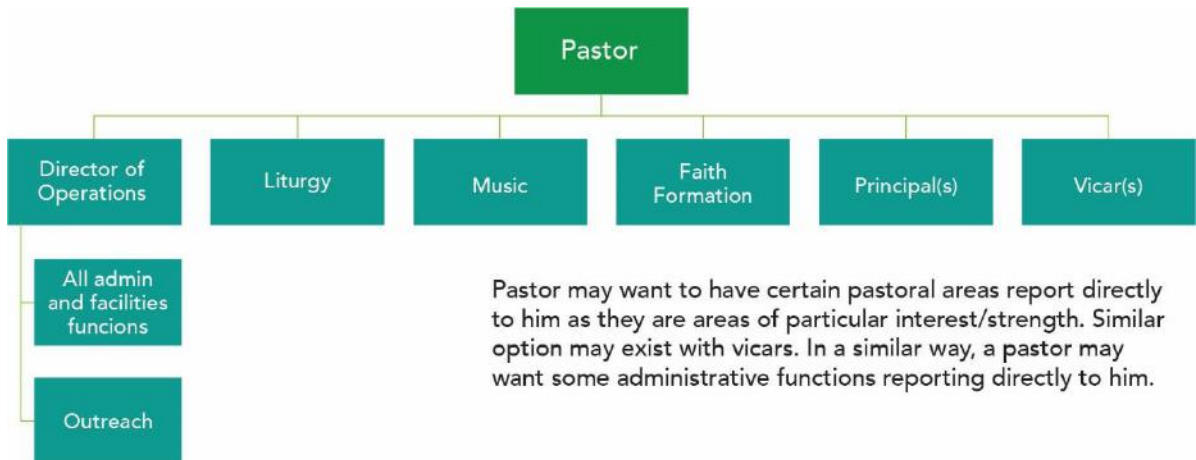 Pastor
Director of
Operations
Liturgy
Music
Faith
Formation
Principal(s)
Vicar(s)
All admin
and facilities
funcions
Outreach
Pastor may want to have certain pastoral areas report directly
to him as they are areas of particular interest/strength. Similar
option may exist with vicars. In a similar way, a pastor may
want some administrative functions reporting directly to him.